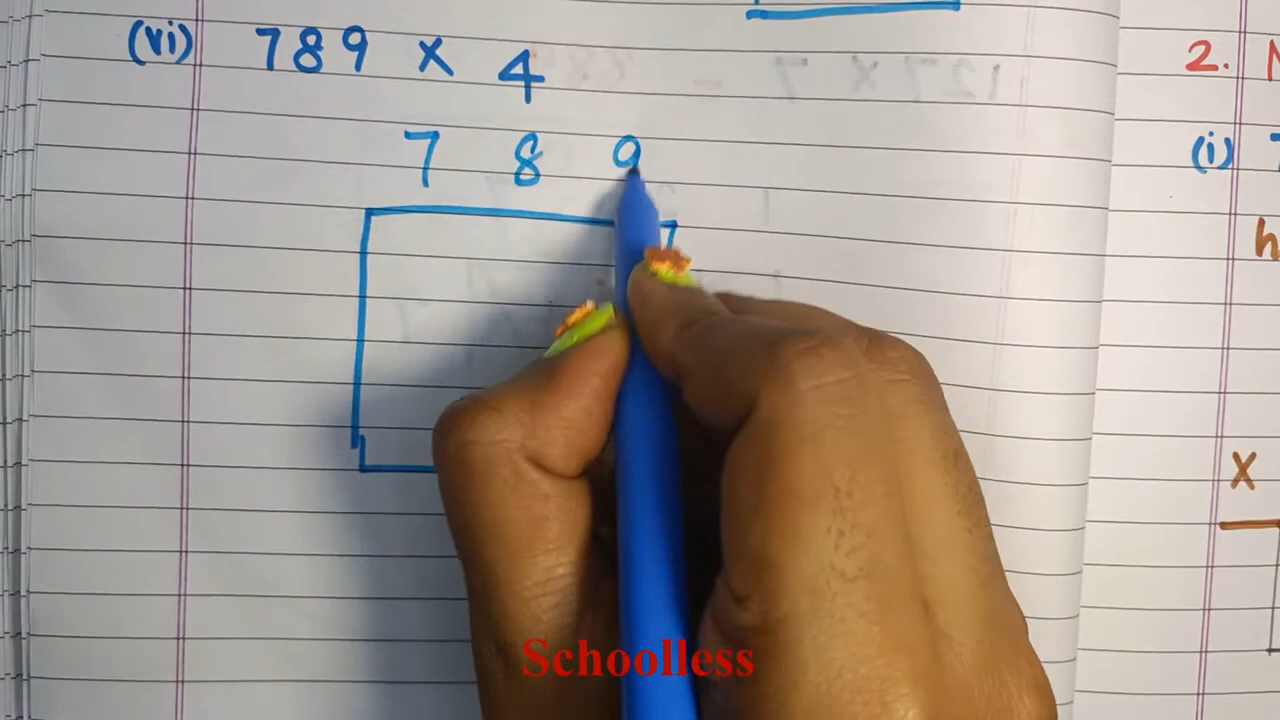 (vi) 789 × 4
7 8 9
2.
(i)
h
×
Schoolless